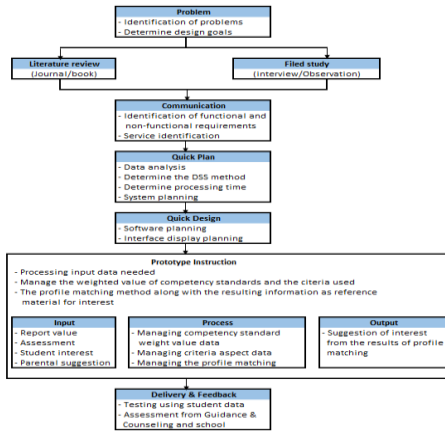 Problem
- Identification of problems
- Determine design goals
Literature review
(Journal/book)
Filed study
(interview/Observation)
Communication
- Identification of functional and
non-functional requirements
- Service identification
Quick Plan
- Data analysis
- Determine the DSS method
- Determine processing time
- System planning
Quick Design
- Software planning
- Interface display planning
Prototype Instruction
- Processing input data needed
- Manage the weighted value of competency standards and the citeria used
- The profile matching method along with the resulting information as reference
material for interest
Input
- Report value
- Assessment
- Student interest
- Parental suggestion
Process
- Managing competency standard
weight value data
- Managing criteria aspect data
- Managing the profile matching
Output
- Suggestion of interest
from the results of profile
matching
Delivery & Feedback
- Testing using student data
- Assessment from Guidance &
Counseling and school